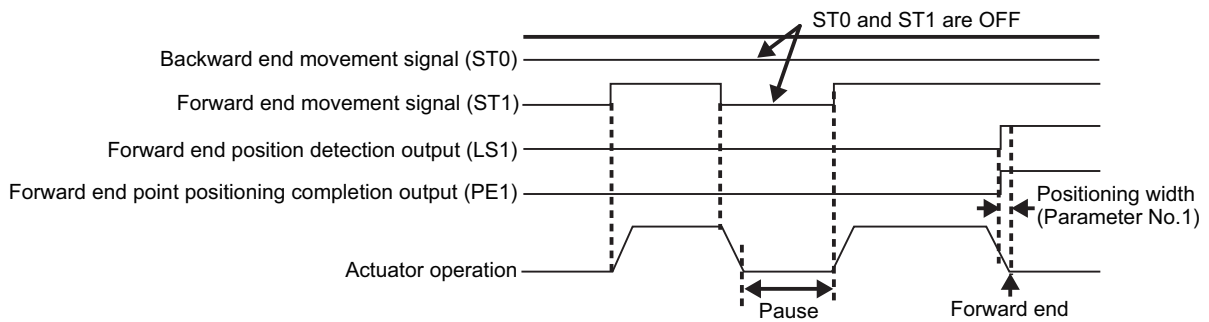 ST0 and ST1 are OFF
Backward end movement signal (ST0)
Forward end movement signal (ST1)
Forward end position detection output (LS1)
Forward end point positioning completion output (PE1)
Positioning width
(Parameter No.1)
Actuator operation
Pause
Forward end